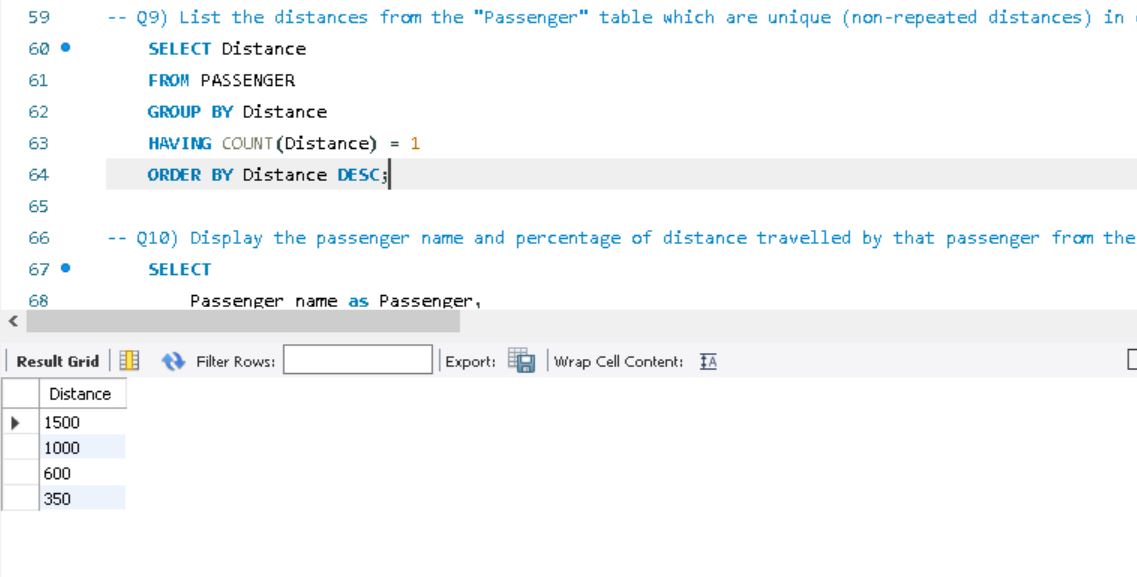 59 -- Q9) List the distances from the "Passenger" table which are unique (non-repeated distances) in
60 SELECT Distance
61 FROM PASSENGER
62 GROUP BY Distance
63 HAVING COUNT(Distance) = 1
64 ORDER BY Distance DESC;
65
66 -- Q10) Display the passenger name and percentage of distance travelled by that passenger from the
67 SELECT
68 Passenger_name as Passenger,
Result Grid Filter Rows: Export: Wrap Cell Content:
Distance
1500
1000
600
350